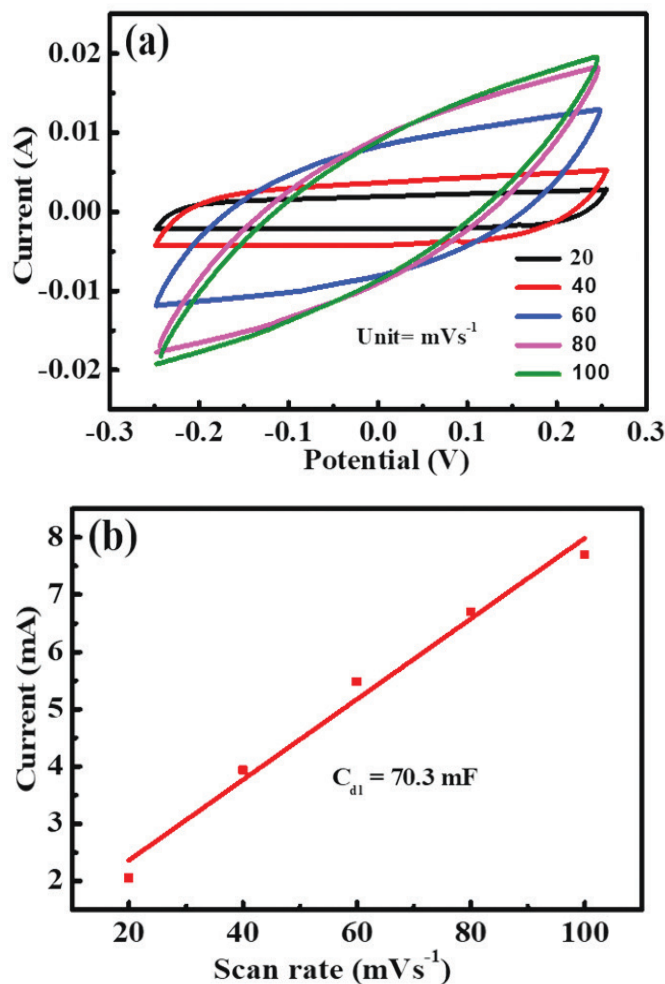 (a)
Current (A)
0.02
0.01
0.00
-0.01
-0.02
20
40
60
80
100
Unit= mVs⁻¹
-0.3 -0.2 -0.1 0.0 0.1 0.2 0.3
Potential (V)
(b)
Current (mA)
8
7
6
5
4
3
2
C_dl = 70.3 mF
20 40 60 80 100
Scan rate (mVs⁻¹)